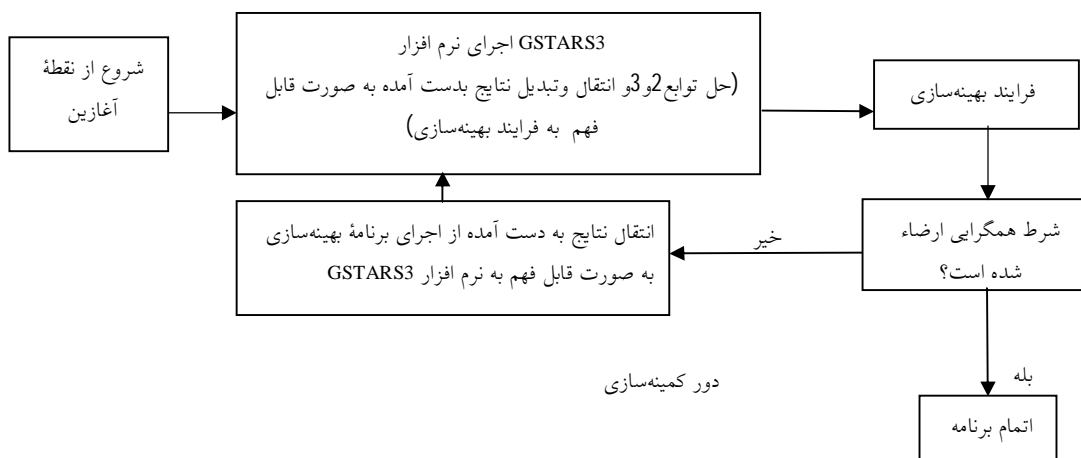 شروع از نقطهٔ
آغازین
اجرای نرم افزار GSTARS3
(حل توابع2و3و انتقال وتبدیل نتایج بدست آمده به صورت قابل
فهم به فرایند بهینه‌سازی)
فرایند بهینه‌سازی
شرط همگرایی ارضاء
شده است؟
خیر
انتقال نتایج به دست آمده از اجرای برنامهٔ بهینه‌سازی
به صورت قابل فهم به نرم افزار GSTARS3
بله
دور کمینه‌سازی
اتمام برنامه